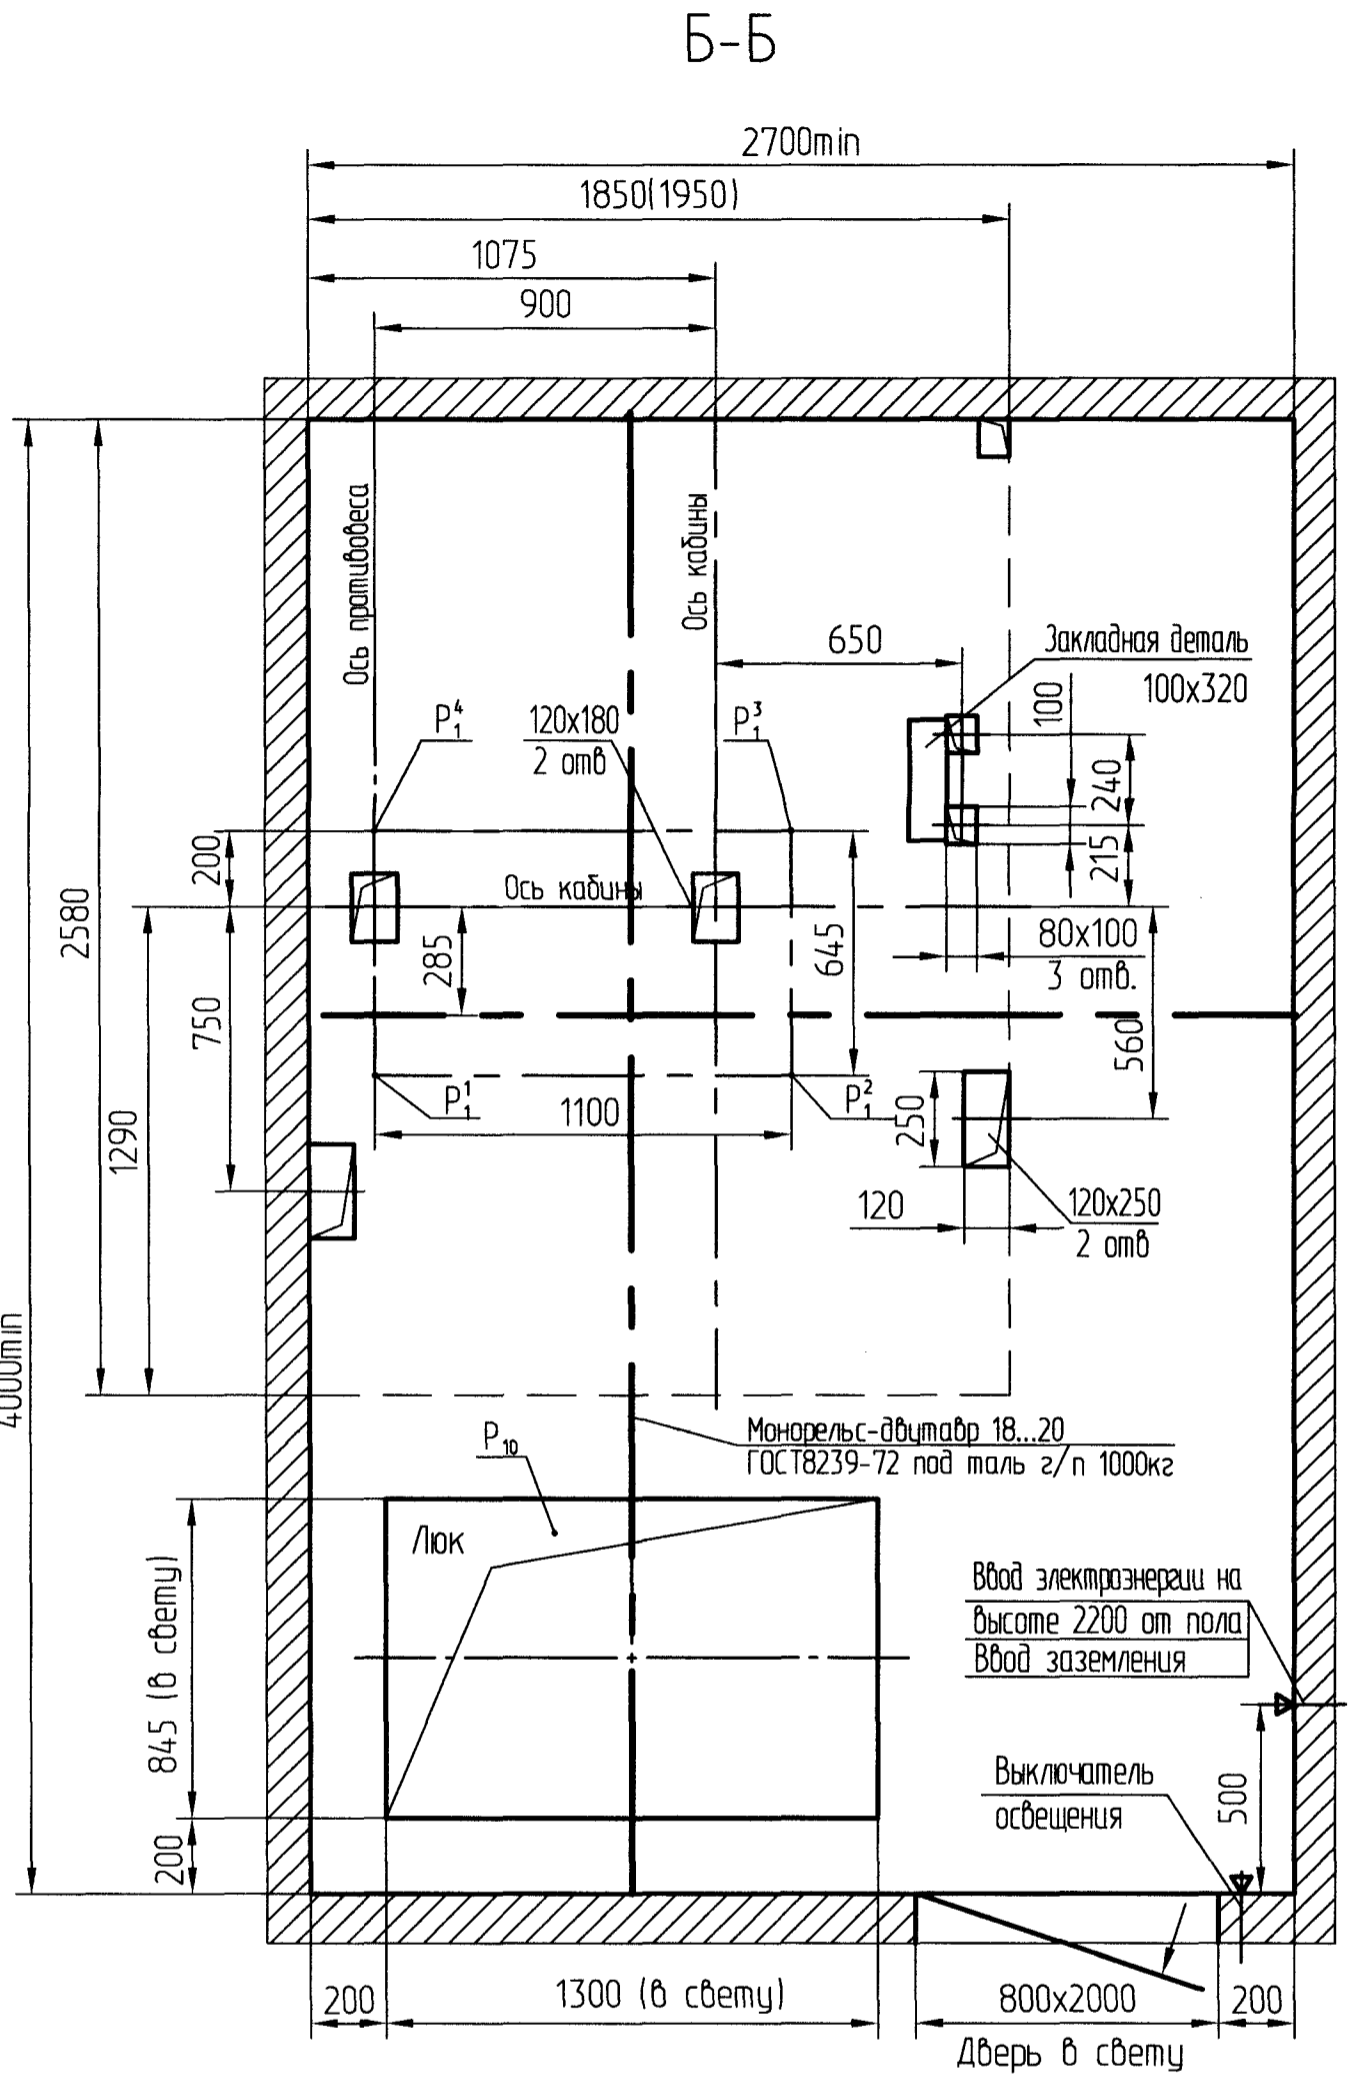 Б-Б
2700min
1850(1950)
1075
900
Ось противовеса
Ось кабины
650
Закладная деталь
100х320
100
P₁⁴
120х180
2 отв
P₁³
240
200
215
Ось кабины
2580
285
645
80х100
3 отв.
750
560
P₁¹
1100
P₁²
250
1290
120
120х250
2 отв
4000min
Монорельс-двутавр 18...20
ГОСТ8239-72 под таль г/п 1000кг
P₁₀
Люк
845 (в свету)
Ввод электроэнергии на
высоте 2200 от пола
Ввод заземления
Выключатель
освещения
500
200
200
1300 (в свету)
800х2000
200
Дверь в свету